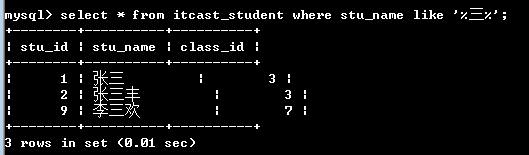 mysql> select * from itcast_student where stu_name like '%三%';
+--------+----------+----------+
| stu_id | stu_name | class_id |
+--------+----------+----------+
| 1 | 张三 | 3 |
| 2 | 张三丰 | 3 |
| 9 | 李三欢 | 7 |
+--------+----------+----------+
3 rows in set (0.01 sec)